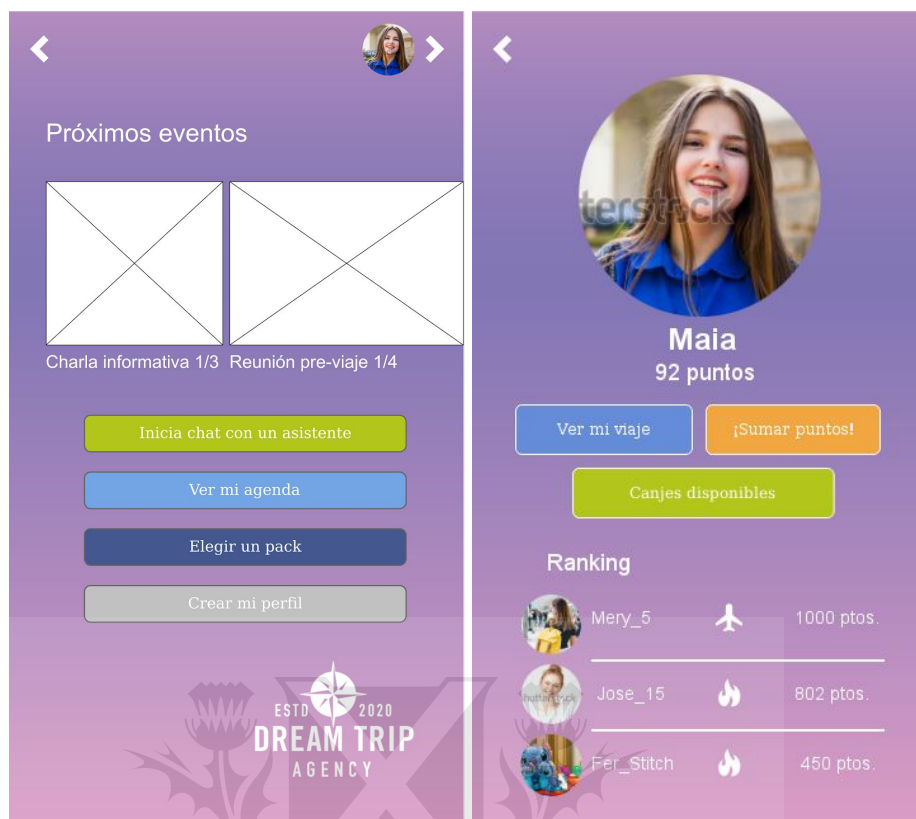 Próximos eventos
Charla informativa 1/3 Reunión pre-viaje 1/4
Inicia chat con un asistente
Ver mi agenda
Elegir un pack
Crear mi perfil
ESTD 2020
DREAM TRIP
AGENCY
Maia
92 puntos
Ver mi viaje ¡Sumar puntos!
Canjes disponibles
Ranking
Mery_5 1000 ptos.
Jose_15 802 ptos.
Fer_Stitch 450 ptos.